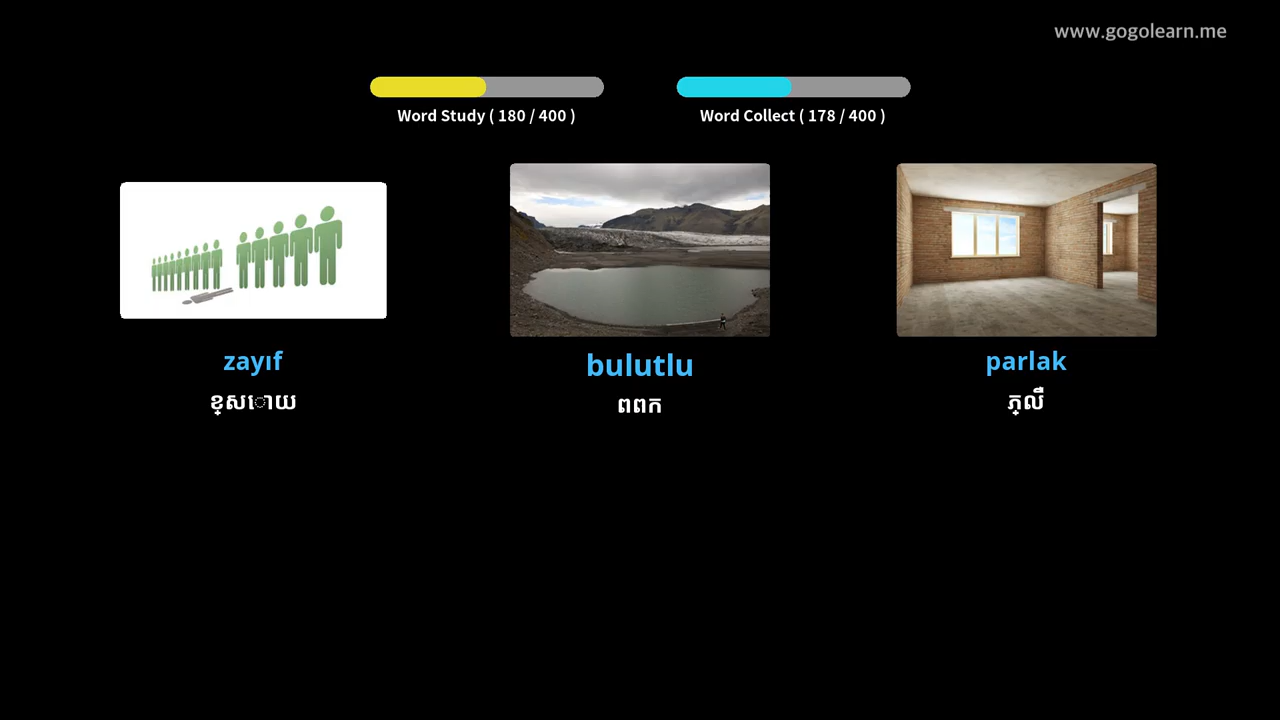 www.gogolearn.me
Word Study ( 180 / 400 )
Word Collect ( 178 / 400 )
zayıf
bulutlu
parlak
ខ្សោយ
ពពក
ភ្លឺ